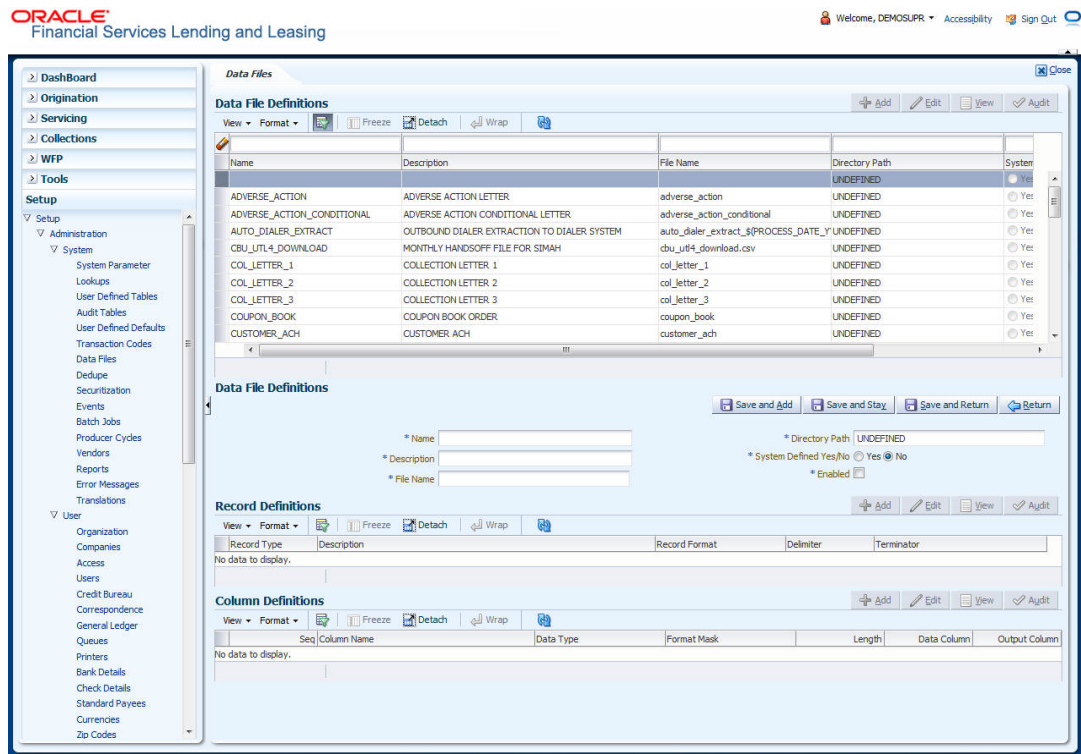 ORACLE
Financial Services Lending and Leasing
Welcome, DEMOSUPR
Accessibility
Sign Out
DashBoard
Origination
Servicing
Collections
WFP
Tools
Setup
Setup
Administration
System
System Parameter
Lookups
User Defined Tables
Audit Tables
User Defined Defaults
Transaction Codes
Data Files
Dedupe
Securitization
Events
Batch Jobs
Producer Cycles
Vendors
Reports
Error Messages
Translations
User
Organization
Companies
Access
Users
Credit Bureau
Correspondence
General Ledger
Queues
Printers
Bank Details
Check Details
Standard Payees
Currencies
Zip Codes
Data Files
Close
Data File Definitions
Add Edit View Audit
View Format Freeze Detach Wrap
Name Description File Name Directory Path System
UNDEFINED Yes
ADVERSE_ACTION ADVERSE ACTION LETTER adverse_action UNDEFINED Yes
ADVERSE_ACTION_CONDITIONAL ADVERSE ACTION CONDITIONAL LETTER adverse_action_conditional UNDEFINED Yes
AUTO_DIALER_EXTRACT OUTBOUND DIALER EXTRACTION TO DIALER SYSTEM auto_dialer_extract_${PROCESS_DATE_Y UNDEFINED Yes
CBU_UTL4_DOWNLOAD MONTHLY HANDSOFF FILE FOR SIMAH cbu_utl4_download.csv UNDEFINED Yes
COL_LETTER_1 COLLECTION LETTER 1 col_letter_1 UNDEFINED Yes
COL_LETTER_2 COLLECTION LETTER 2 col_letter_2 UNDEFINED Yes
COL_LETTER_3 COLLECTION LETTER 3 col_letter_3 UNDEFINED Yes
COUPON_BOOK COUPON BOOK ORDER coupon_book UNDEFINED Yes
CUSTOMER_ACH CUSTOMER ACH customer_ach UNDEFINED Yes
Data File Definitions
Save and Add Save and Stay Save and Return Return
* Name
* Description
* File Name
* Directory Path UNDEFINED
* System Defined Yes/No Yes No
* Enabled
Record Definitions
Add Edit View Audit
View Format Freeze Detach Wrap
Record Type Description Record Format Delimiter Terminator
No data to display.
Column Definitions
Add Edit View Audit
View Format Freeze Detach Wrap
Seq Column Name Data Type Format Mask Length Data Column Output Column
No data to display.